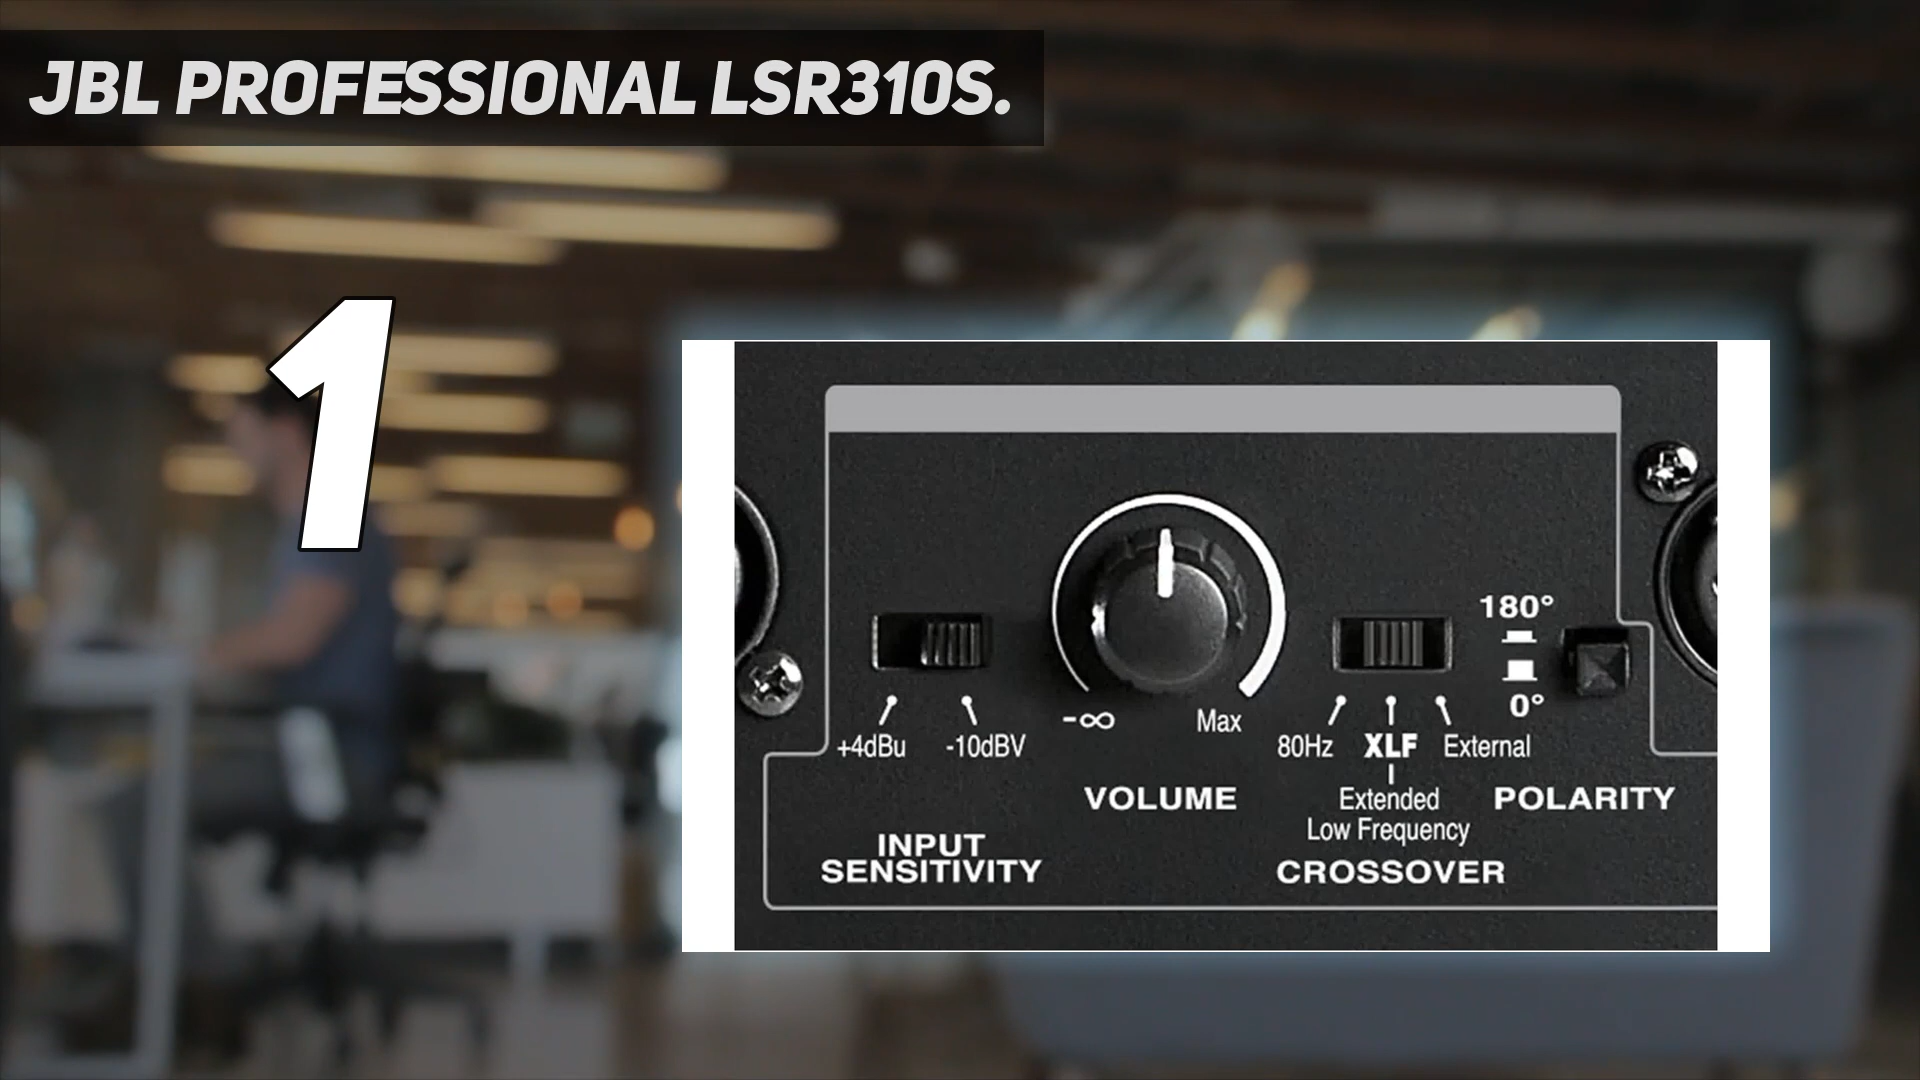 JBL PROFESSIONAL LSR310S.
1
180°
0°
-∞
Max
+4dBu
-10dBV
80Hz
XLF
External
Extended
Low Frequency
VOLUME
POLARITY
INPUT
SENSITIVITY
CROSSOVER